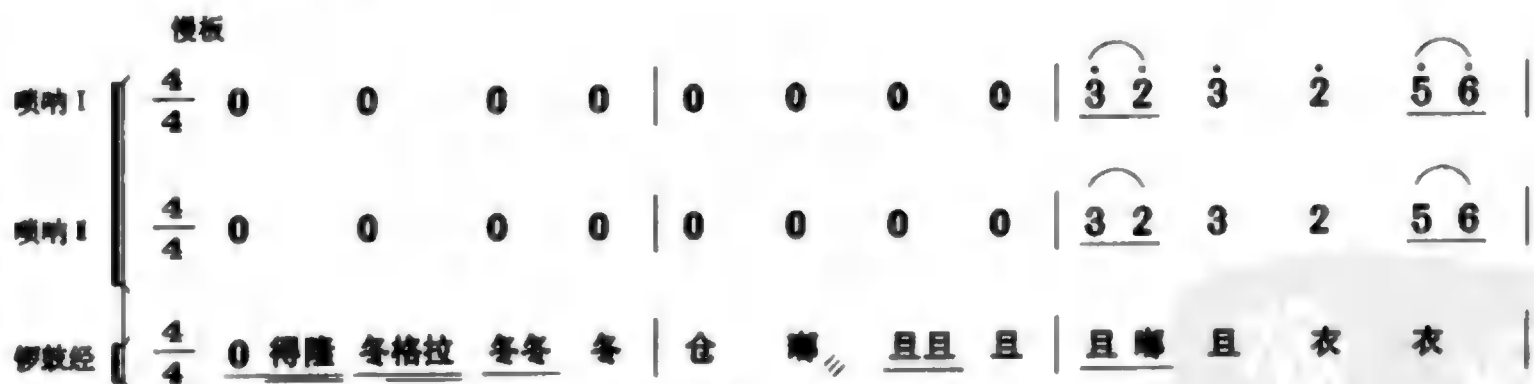 慢板
唢呐 I 4/4 0 0 0 0 | 0 0 0 0 | 3 2 3 2 5 6 |
唢呐 II 4/4 0 0 0 0 | 0 0 0 0 | 3 2 3 2 5 6 |
锣鼓经 4/4 0 得隆 冬格拉 冬冬 冬 | 仓 且且 且 | 且 且 衣 衣 |